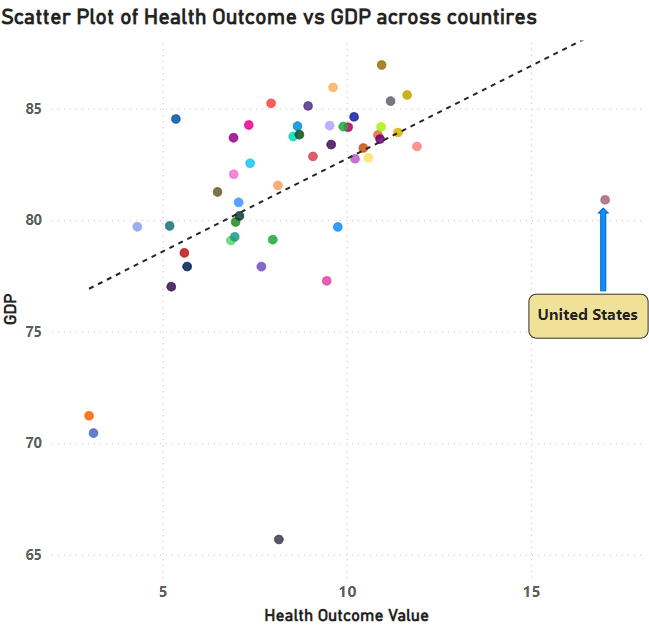 Scatter Plot of Health Outcome vs GDP across countires
85
80
75
70
65
GDP
United States
5 10 15
Health Outcome Value